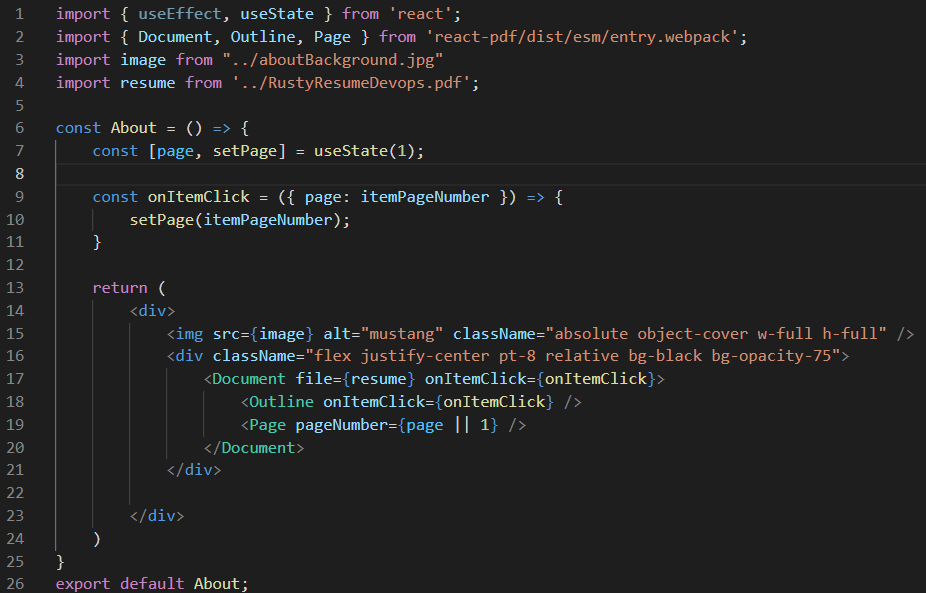 1 import { useEffect, useState } from 'react';
2 import { Document, Outline, Page } from 'react-pdf/dist/esm/entry.webpack';
3 import image from "../aboutBackground.jpg"
4 import resume from '../RustyResumeDevops.pdf';
5
6 const About = () => {
7     const [page, setPage] = useState(1);
8
9     const onItemClick = ({ page: itemPageNumber }) => {
10         setPage(itemPageNumber);
11     }
12
13     return (
14         <div>
15             <img src={image} alt="mustang" className="absolute object-cover w-full h-full" />
16             <div className="flex justify-center pt-8 relative bg-black bg-opacity-75">
17                 <Document file={resume} onItemClick={onItemClick}>
18                     <Outline onItemClick={onItemClick} />
19                     <Page pageNumber={page || 1} />
20                 </Document>
21             </div>
22
23         </div>
24     )
25 }
26 export default About;